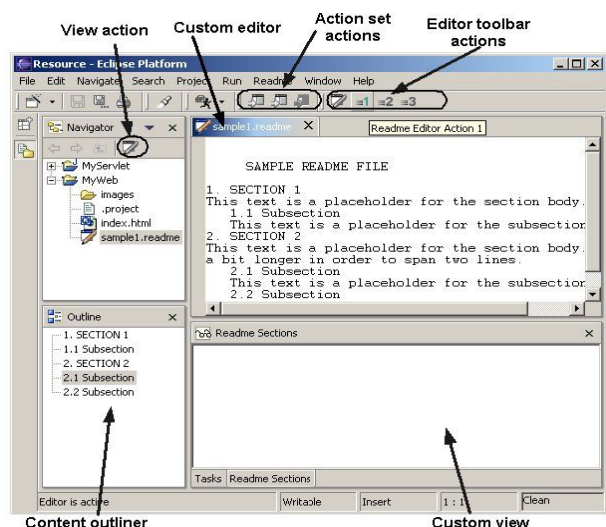 View action
Custom editor
Action set
actions
Editor toolbar
actions
Resource - Eclipse Platform
File Edit Navigate Search Project Run Readme Window Help
=1 =2 =3
Navigator
MyServlet
MyWeb
images
.project
index.html
sample1.readme
sample1.readme
Readme Editor Action 1
SAMPLE README FILE
1. SECTION 1
This text is a placeholder for the section body.
1.1 Subsection
This text is a placeholder for the subsection
2. SECTION 2
This text is a placeholder for the section body.
a bit longer in order to span two lines.
2.1 Subsection
This text is a placeholder for the subsection
2.2 Subsection
Outline
1. SECTION 1
1.1 Subsection
2. SECTION 2
2.1 Subsection
2.2 Subsection
Readme Sections
Tasks Readme Sections
Editor is active Writable Insert 1 : 1 Clean
Content outliner
Custom view